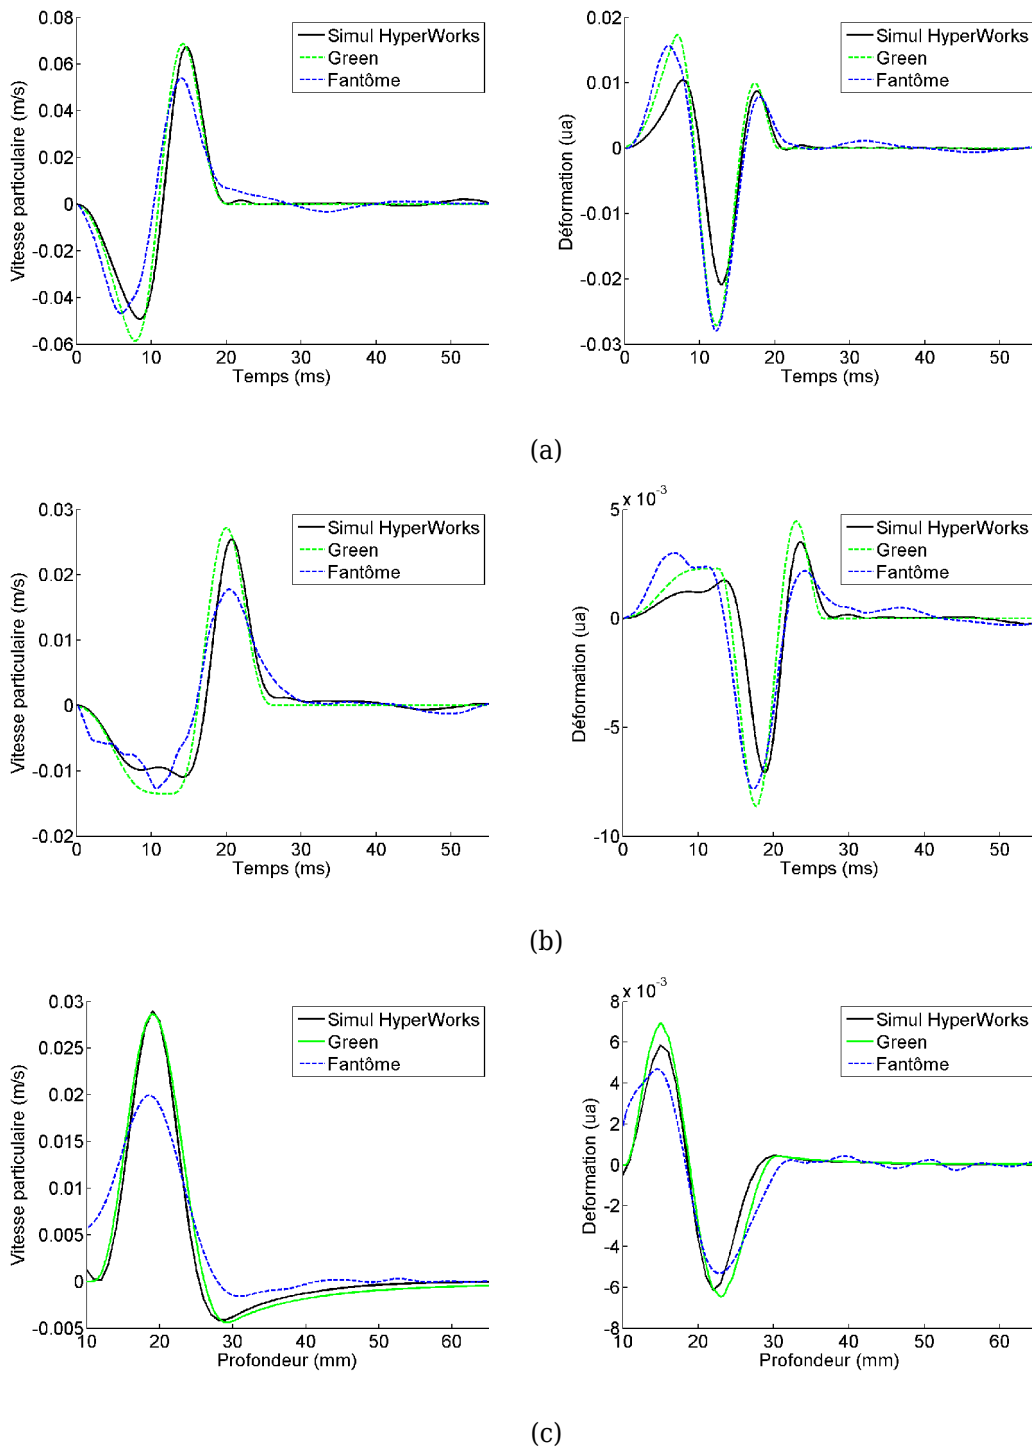 0.08
0.06
0.04
0.02
0
-0.02
-0.04
-0.06
Vitesse particulaire (m/s)
0 10 20 30 40 50
Temps (ms)
Simul HyperWorks
Green
Fantôme
0.02
0.01
0
-0.01
-0.02
-0.03
Déformation (ua)
0 10 20 30 40 50
Temps (ms)
Simul HyperWorks
Green
Fantôme
(a)
0.03
0.02
0.01
0
-0.01
-0.02
Vitesse particulaire (m/s)
0 10 20 30 40 50
Temps (ms)
Simul HyperWorks
Green
Fantôme
x 10⁻³
5
0
-5
-10
Déformation (ua)
0 10 20 30 40 50
Temps (ms)
Simul HyperWorks
Green
Fantôme
(b)
0.03
0.025
0.02
0.015
0.01
0.005
0
-0.005
Vitesse particulaire (m/s)
10 20 30 40 50 60
Profondeur (mm)
Simul HyperWorks
Green
Fantôme
x 10⁻³
8
6
4
2
0
-2
-4
-6
-8
Deformation (ua)
10 20 30 40 50 60
Profondeur (mm)
Simul HyperWorks
Green
Fantôme
(c)